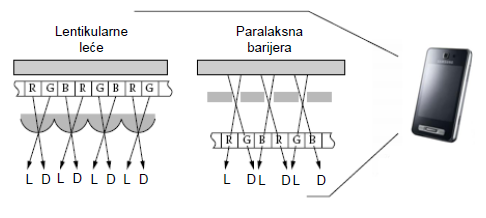 Lentikularne
leće
Paralaksna
barijera
R G B R G B R G
R G B R G B
L D L D L D L D
L D L D L D